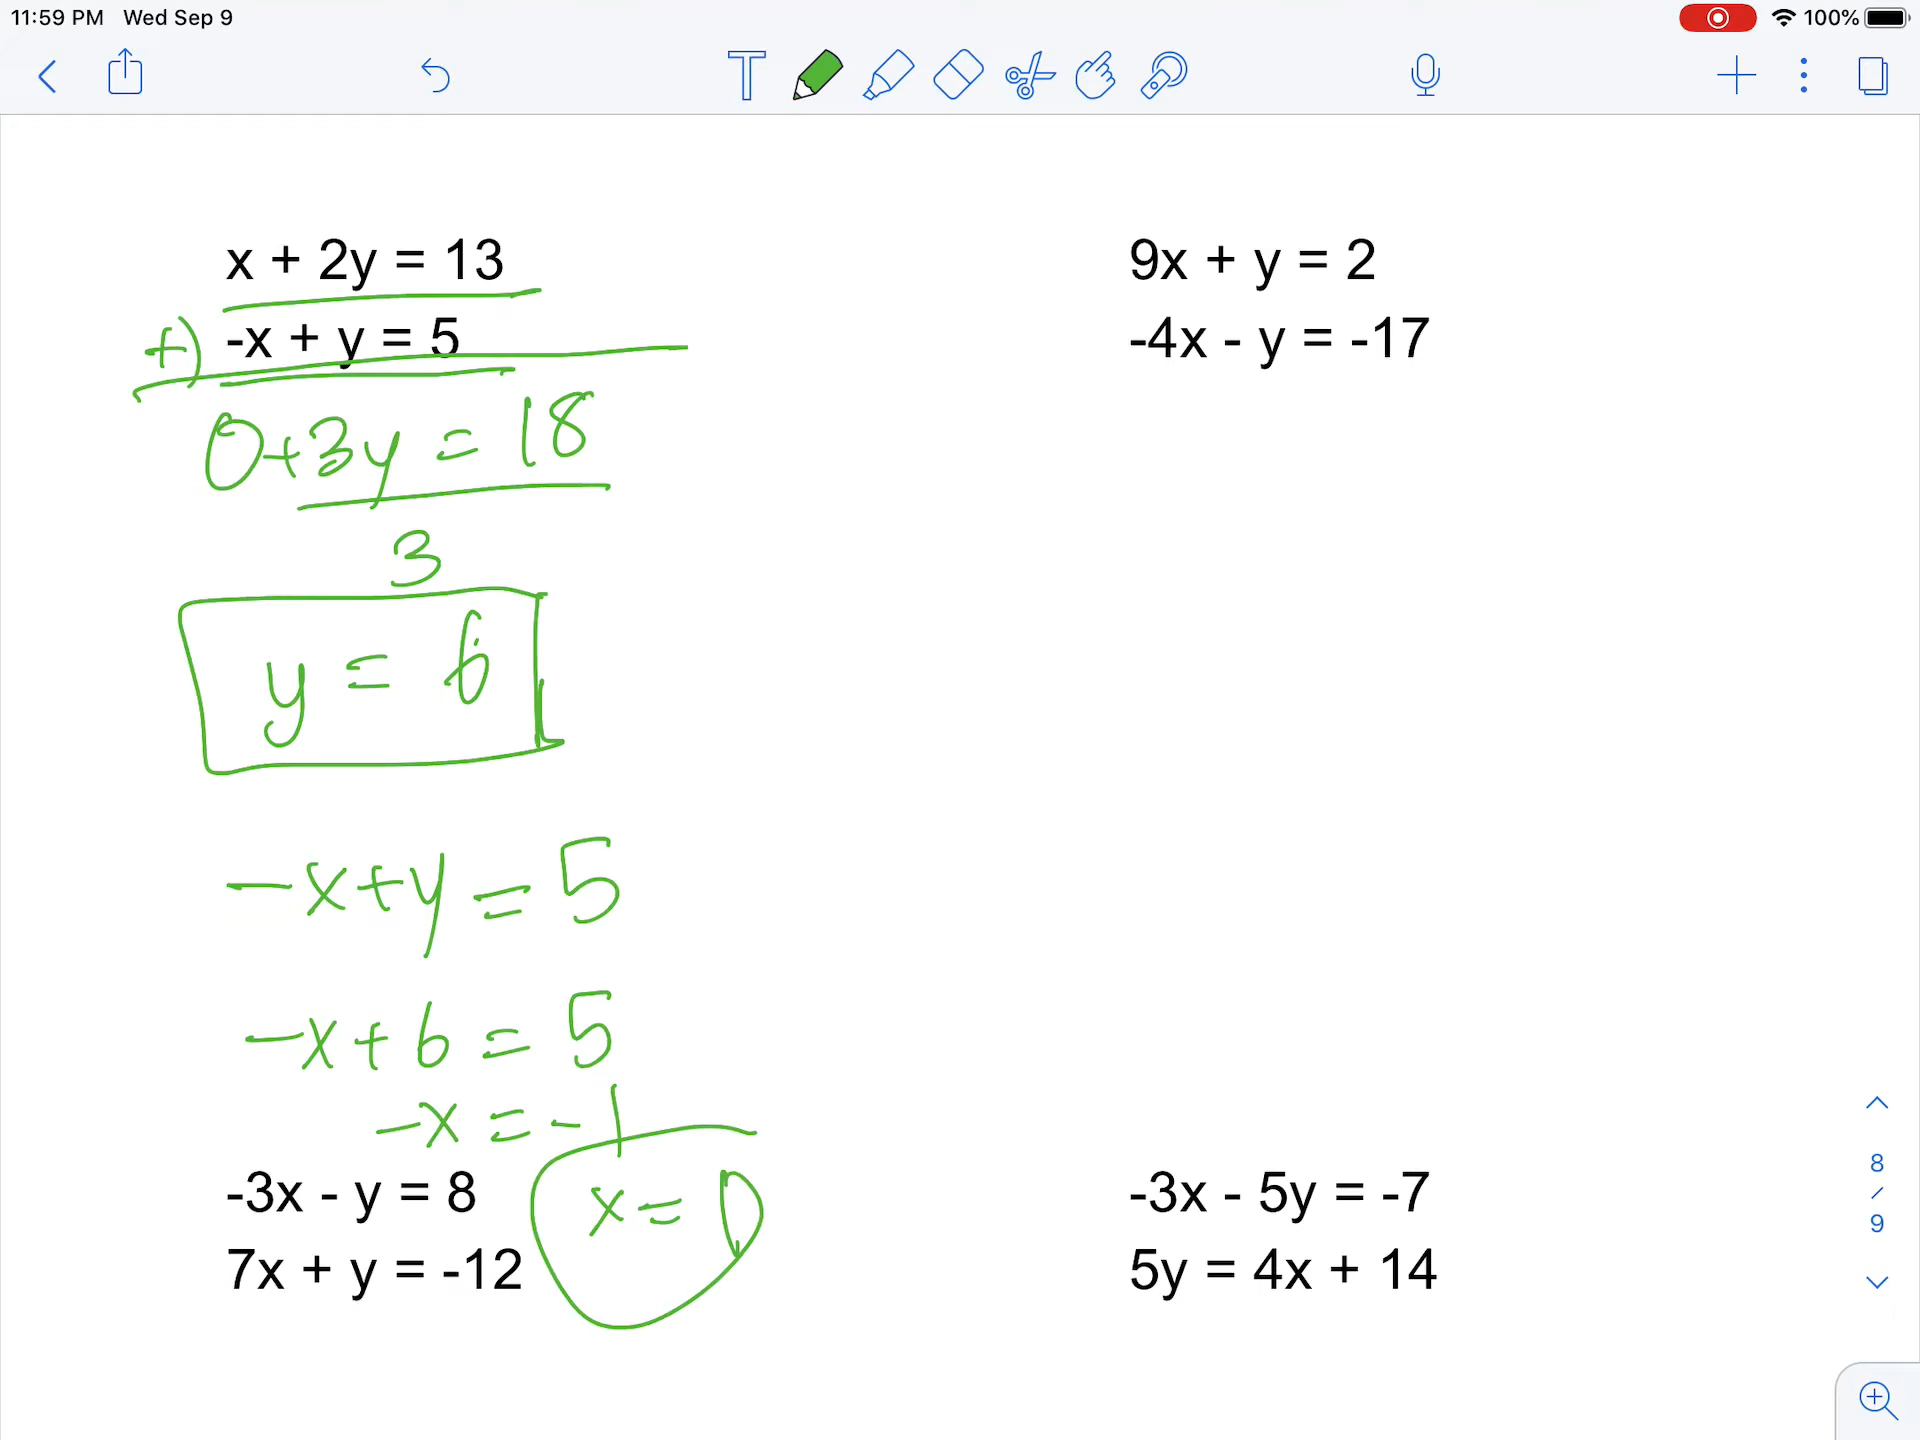 11:59 PM Wed Sep 9
100%
T
x + 2y = 13
+) -x + y = 5
0+3y = 18
3
y = 6
-x+y = 5
-x+6 = 5
-x = -1
x = 1
-3x - y = 8
7x + y = -12
9x + y = 2
-4x - y = -17
-3x - 5y = -7
5y = 4x + 14
8
/
9